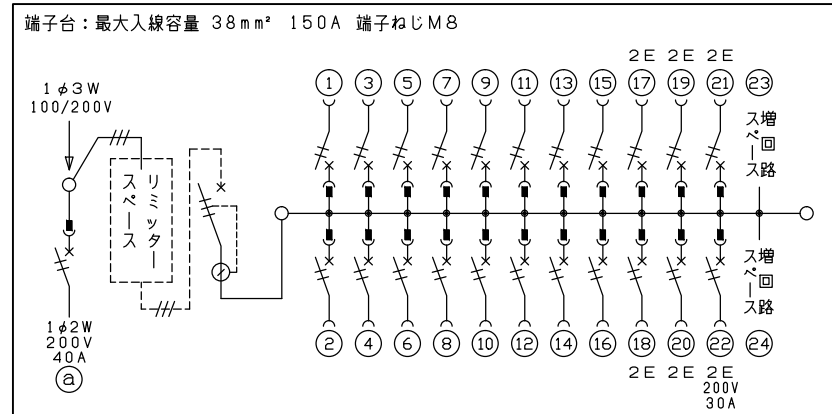 端子台：最大入線容量 38mm² 150A 端子ねじM8
1φ3W
100/200V
リミッター
スペース
1φ2W
200V
40A
a
2E 2E 2E
1 3 5 7 9 11 13 15 17 19 21 23
増回路
スペース
増回路
スペース
2 4 6 8 10 12 14 16 18 20 22 24
2E 2E 2E
200V
30A